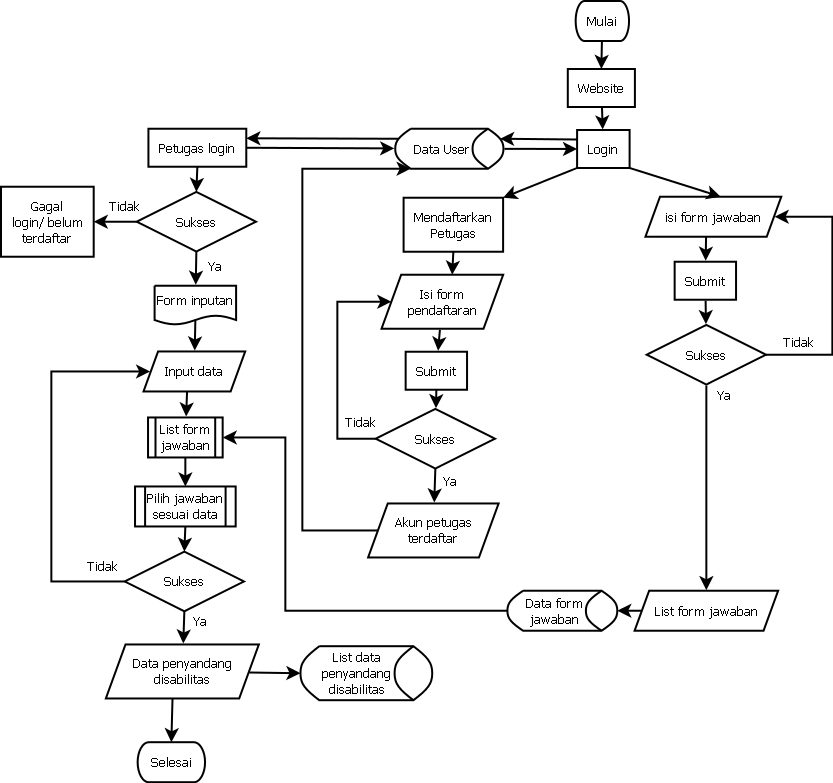 Mulai
Website
Login
Data User
Petugas login
Sukses
Tidak
Gagal
login/ belum
terdaftar
Ya
Form inputan
Input data
List form
jawaban
Pilih jawaban
sesuai data
Sukses
Tidak
Ya
Data penyandang
disabilitas
List data
penyandang
disabilitas
Selesai
Mendaftarkan
Petugas
Isi form
pendaftaran
Submit
Sukses
Tidak
Ya
Akun petugas
terdaftar
isi form jawaban
Submit
Sukses
Tidak
Ya
List form jawaban
Data form
jawaban